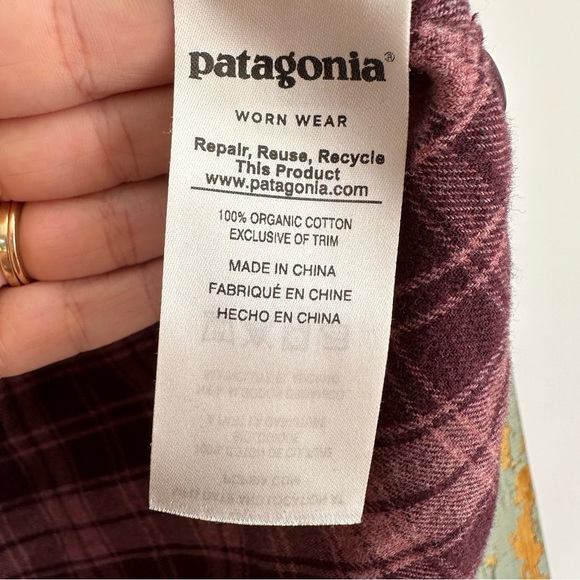 patagonia®
WORN WEAR
Repair, Reuse, Recycle
This Product
www.patagonia.com
100% ORGANIC COTTON
EXCLUSIVE OF TRIM
MADE IN CHINA
FABRIQUÉ EN CHINE
HECHO EN CHINA